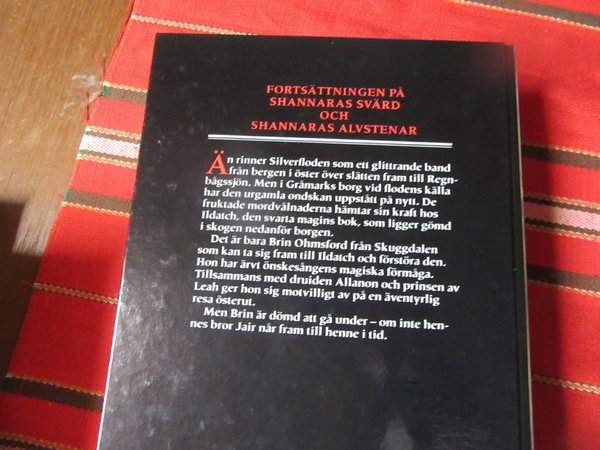 FORTSÄTTNINGEN PÅ
SHANNARAS SVÄRD
OCH
SHANNARAS ALVSTENAR
Än rinner Silverfloden som ett glittrande band
från bergen i öster över slätten fram till Regn-
bågssjön. Men i Gråmarks borg vid flodens källa
har den urgamla ondskan uppstått på nytt. De
fruktade mordvålnaderna hämtar sin kraft hos
Ildatch, den svarta magins bok, som ligger gömd
i skogen nedanför borgen.
Det är bara Brin Ohmsford från Skuggdalen
som kan ta sig fram till Ildatch och förstöra den.
Hon har ärvt önskesångens magiska förmåga.
Tillsammans med druiden Allanon och prinsen av
Leah ger hon sig motvilligt av på en äventyrlig
resa österut.
Men Brin är dömd att gå under – om inte hen-
nes bror Jair når fram till henne i tid.